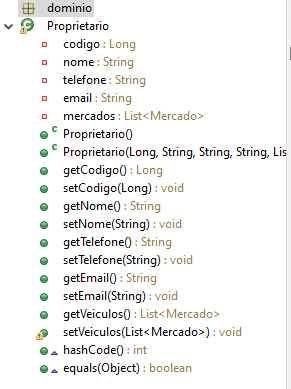 dominio
Proprietario
codigo : Long
nome : String
telefone : String
email : String
mercados : List<Mercado>
Proprietario()
Proprietario(Long, String, String, String, Lis
getCodigo() : Long
setCodigo(Long) : void
getNome() : String
setNome(String) : void
getTelefone() : String
setTelefone(String) : void
getEmail() : String
setEmail(String) : void
getVeiculos() : List<Mercado>
setVeiculos(List<Mercado>) : void
hashCode() : int
equals(Object) : boolean